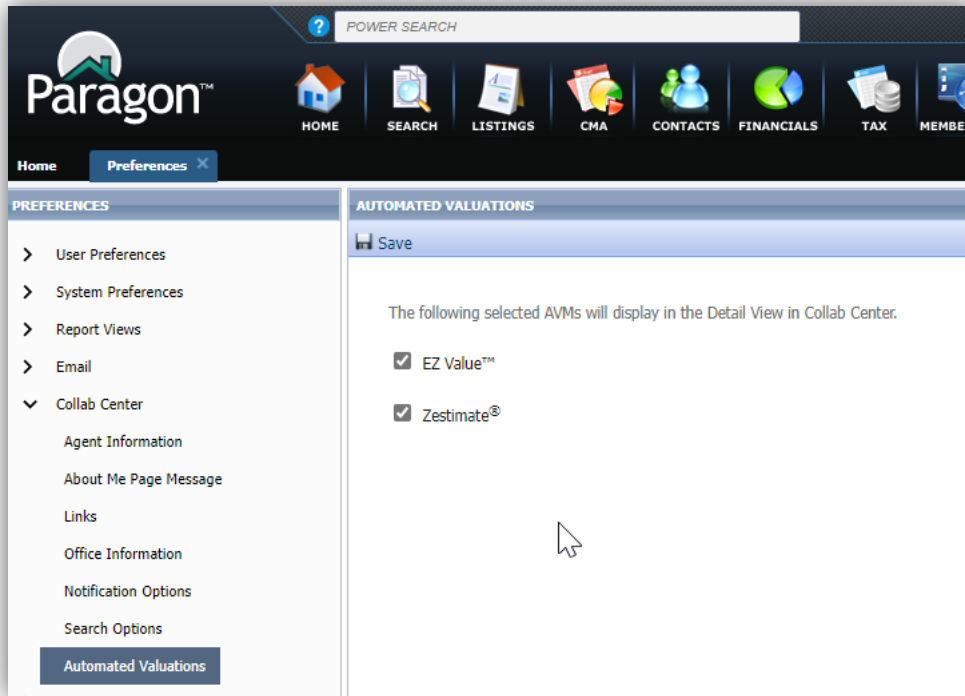 ?
POWER SEARCH
Paragon™
HOME
SEARCH
LISTINGS
CMA
CONTACTS
FINANCIALS
TAX
MEMBE
Home
Preferences
PREFERENCES
User Preferences
System Preferences
Report Views
Email
Collab Center
Agent Information
About Me Page Message
Links
Office Information
Notification Options
Search Options
Automated Valuations
AUTOMATED VALUATIONS
Save
The following selected AVMs will display in the Detail View in Collab Center.
EZ Value™
Zestimate®